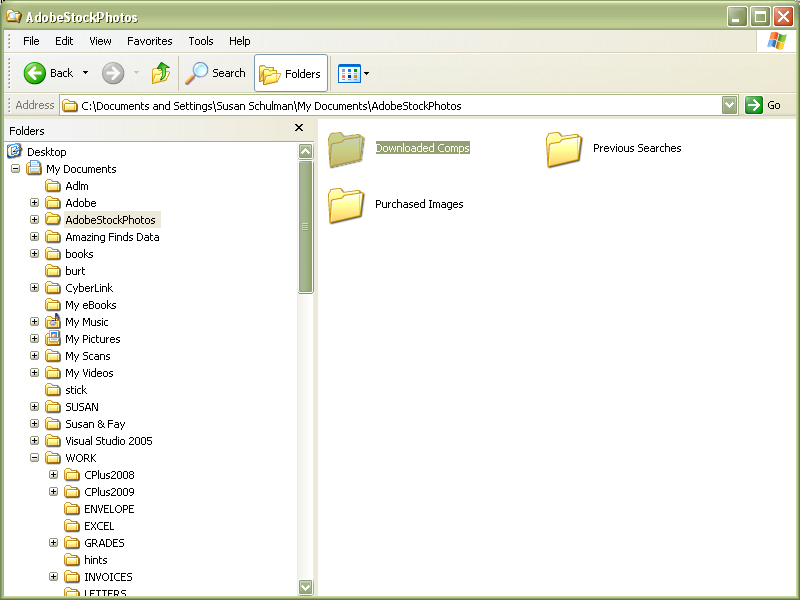 AdobeStockPhotos
File Edit View Favorites Tools Help
Back Search Folders
Address C:\Documents and Settings\Susan Schulman\My Documents\AdobeStockPhotos Go
Folders
Desktop
My Documents
Adlm
Adobe
AdobeStockPhotos
Amazing Finds Data
books
burt
CyberLink
My eBooks
My Music
My Pictures
My Scans
My Videos
stick
SUSAN
Susan & Fay
Visual Studio 2005
WORK
CPlus2008
CPlus2009
ENVELOPE
EXCEL
GRADES
hints
INVOICES
LETTERS
Downloaded Comps Previous Searches
Purchased Images